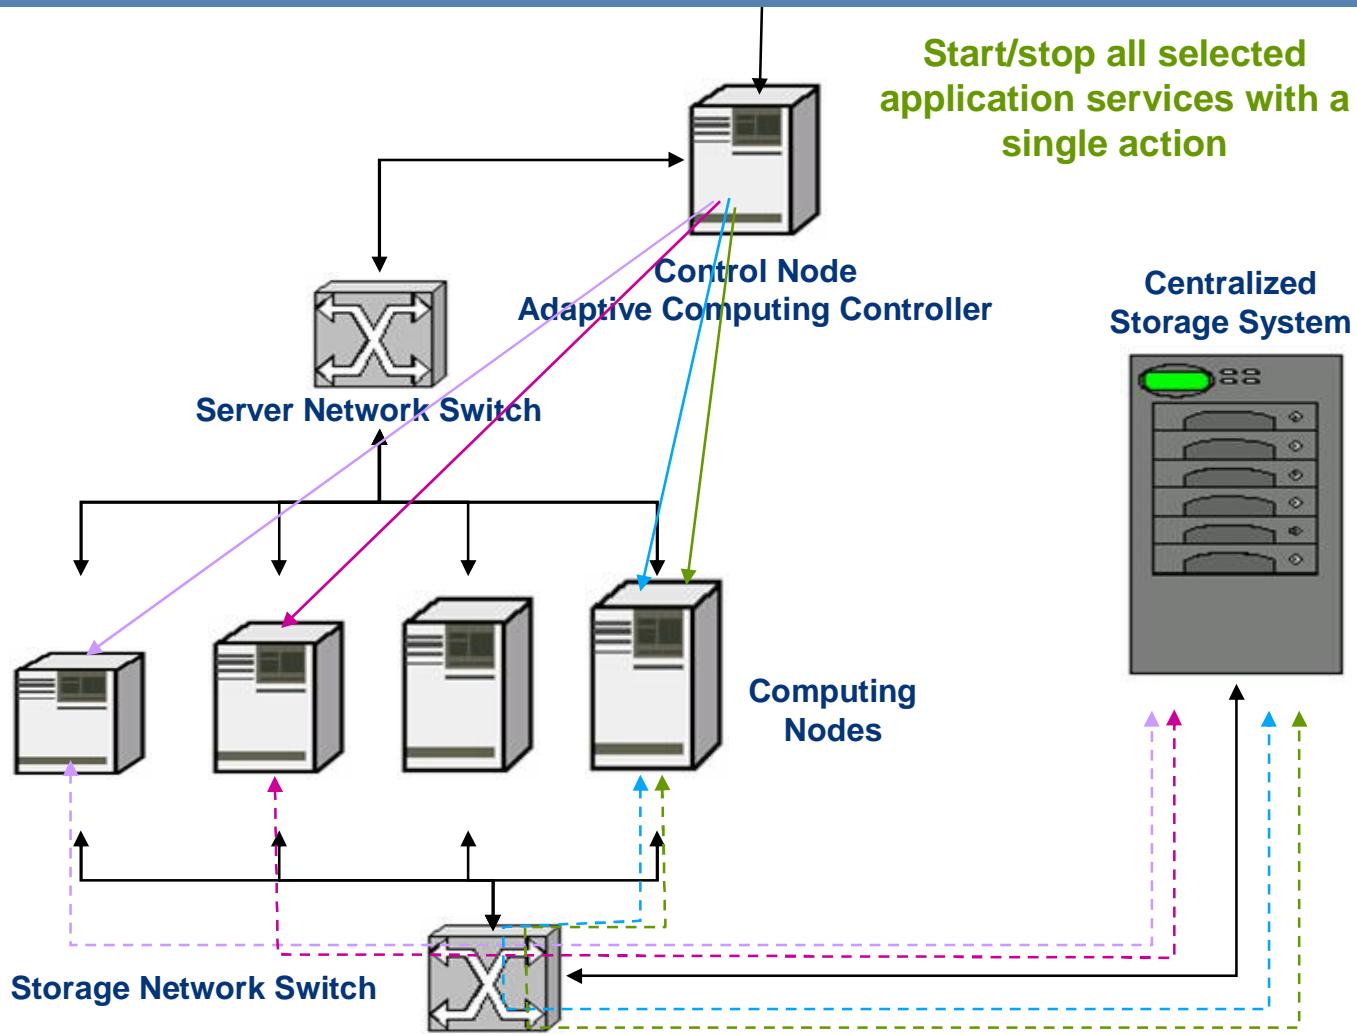 Start/stop all selected
application services with a
single action
Control Node
Adaptive Computing Controller
Centralized
Storage System
Server Network Switch
Computing
Nodes
Storage Network Switch